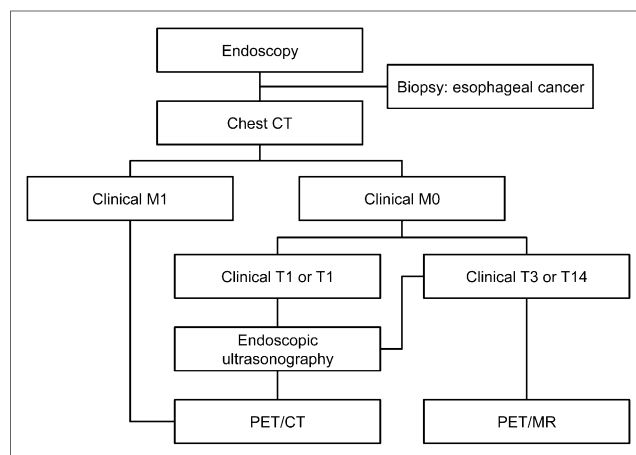 Endoscopy
Biopsy: esophageal cancer
Chest CT
Clinical M1
Clinical M0
Clinical T1 or T1
Clinical T3 or T14
Endoscopic
ultrasonography
PET/CT
PET/MR